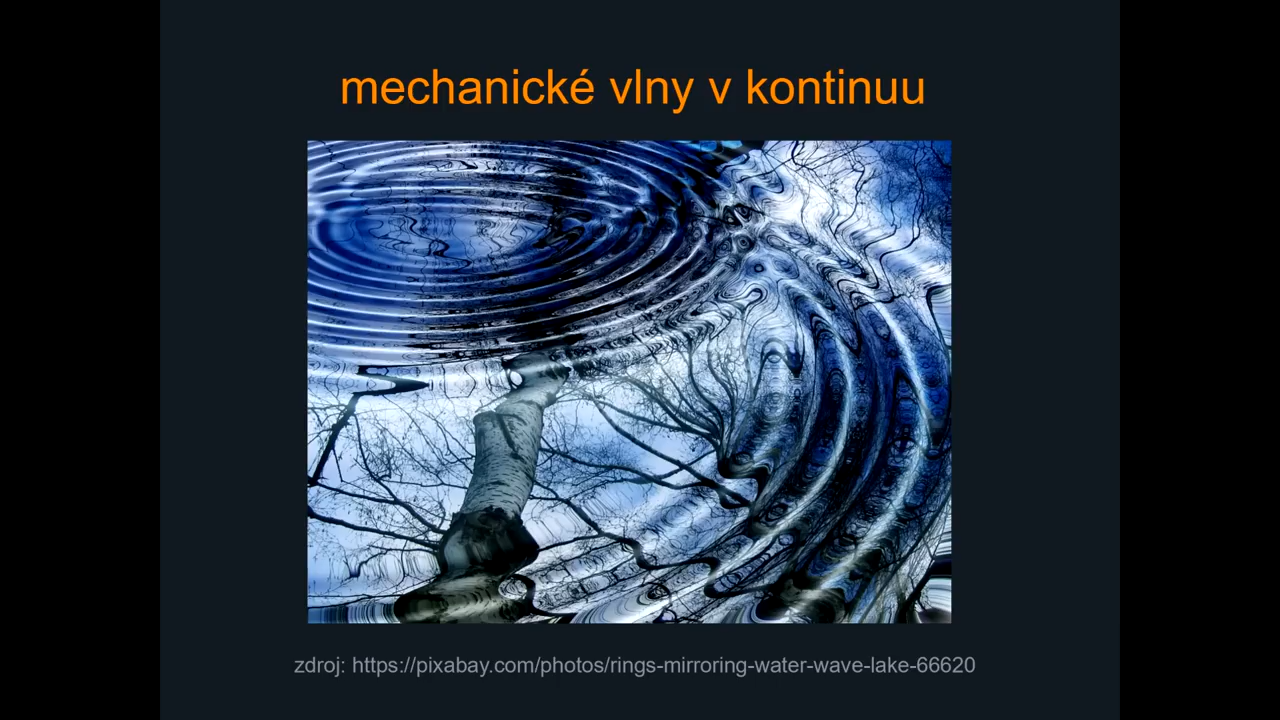 mechanické vlny v kontinuu
zdroj: https://pixabay.com/photos/rings-mirroring-water-wave-lake-66620